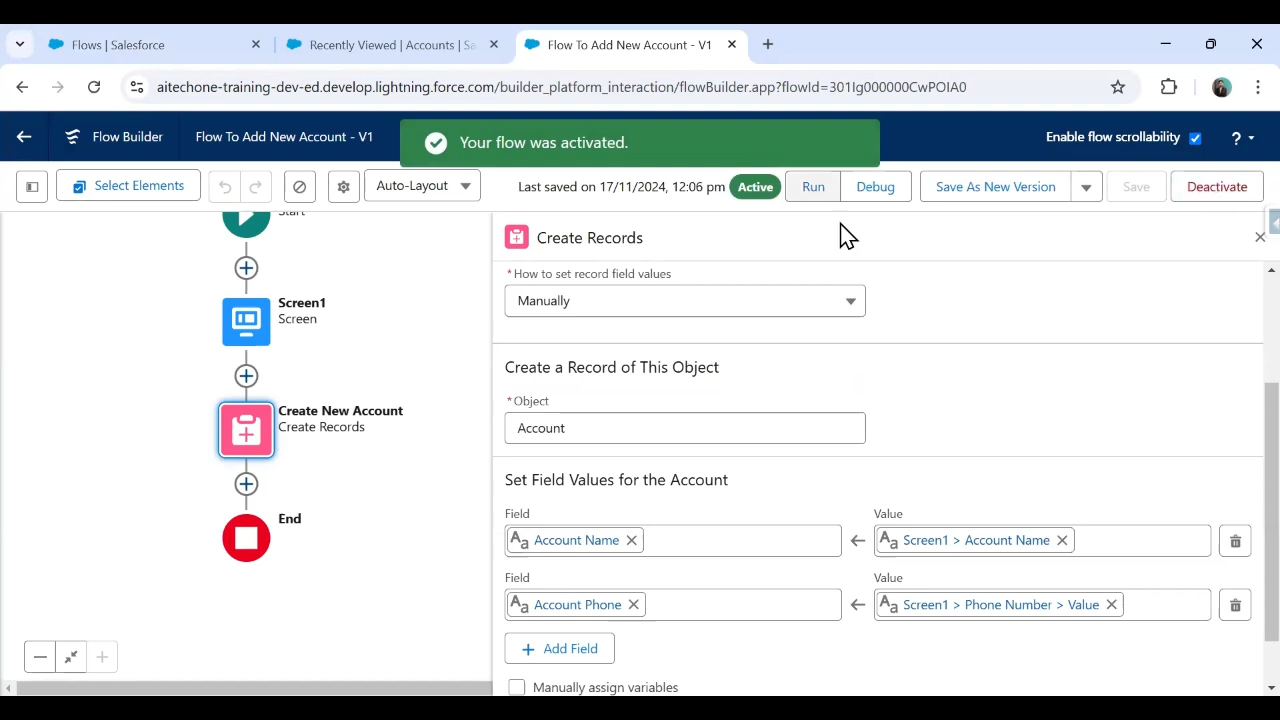 Flows | Salesforce
Recently Viewed | Accounts | Sa
Flow To Add New Account - V1
aitechone-training-dev-ed.develop.lightning.force.com/builder_platform_interaction/flowBuilder.app?flowId=301Ig000000CwPOIA0
Flow Builder
Flow To Add New Account - V1
Your flow was activated.
Enable flow scrollability
?
Select Elements
Auto-Layout
Last saved on 17/11/2024, 12:06 pm
Active
Run
Debug
Save As New Version
Save
Deactivate
Start
Screen1
Screen
Create New Account
Create Records
End
Create Records
*How to set record field values
Manually
Create a Record of This Object
*Object
Account
Set Field Values for the Account
Field
Value
Aa Account Name
Aa Screen1 > Account Name
Field
Value
Aa Account Phone
Aa Screen1 > Phone Number > Value
+ Add Field
Manually assign variables